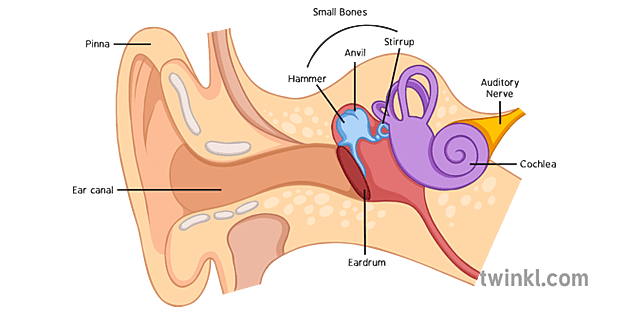 Small Bones
Pinna
Anvil
Stirrup
Hammer
Auditory
Nerve
Cochlea
Ear canal
Eardrum
twinkl.com